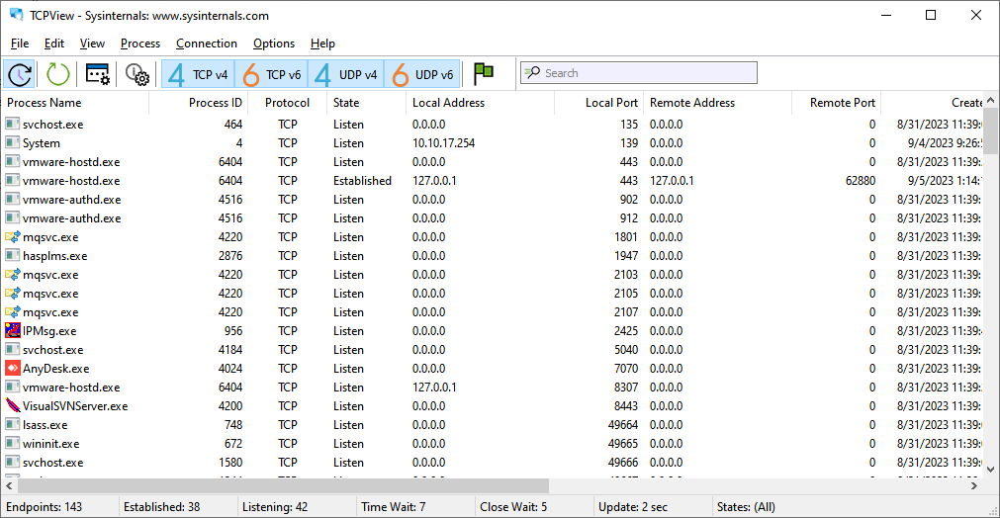 TCPView - Sysinternals: www.sysinternals.com
File Edit View Process Connection Options Help
4 TCP v4 6 TCP v6 4 UDP v4 6 UDP v6 Search
Process Name Process ID Protocol State Local Address Local Port Remote Address Remote Port Create
svchost.exe 464 TCP Listen 0.0.0.0 135 0.0.0.0 0 8/31/2023 11:39:
System 4 TCP Listen 10.10.17.254 139 0.0.0.0 0 9/4/2023 9:26:
vmware-hostd.exe 6404 TCP Listen 0.0.0.0 443 0.0.0.0 0 8/31/2023 11:39:
vmware-hostd.exe 6404 TCP Established 127.0.0.1 443 127.0.0.1 62880 9/5/2023 1:14:
vmware-authd.exe 4516 TCP Listen 0.0.0.0 902 0.0.0.0 0 8/31/2023 11:39:
vmware-authd.exe 4516 TCP Listen 0.0.0.0 912 0.0.0.0 0 8/31/2023 11:39:
mqsvc.exe 4220 TCP Listen 0.0.0.0 1801 0.0.0.0 0 8/31/2023 11:39:
hasplms.exe 2876 TCP Listen 0.0.0.0 1947 0.0.0.0 0 8/31/2023 11:39:
mqsvc.exe 4220 TCP Listen 0.0.0.0 2103 0.0.0.0 0 8/31/2023 11:39:
mqsvc.exe 4220 TCP Listen 0.0.0.0 2105 0.0.0.0 0 8/31/2023 11:39:
mqsvc.exe 4220 TCP Listen 0.0.0.0 2107 0.0.0.0 0 8/31/2023 11:39:
IPMsg.exe 956 TCP Listen 0.0.0.0 2425 0.0.0.0 0 8/31/2023 11:39:
svchost.exe 4184 TCP Listen 0.0.0.0 5040 0.0.0.0 0 8/31/2023 11:39:
AnyDesk.exe 4024 TCP Listen 0.0.0.0 7070 0.0.0.0 0 8/31/2023 11:39:
vmware-hostd.exe 6404 TCP Listen 127.0.0.1 8307 0.0.0.0 0 8/31/2023 11:39:
VisualSVNServer.exe 4200 TCP Listen 0.0.0.0 8443 0.0.0.0 0 8/31/2023 11:39:
lsass.exe 748 TCP Listen 0.0.0.0 49664 0.0.0.0 0 8/31/2023 11:39:
wininit.exe 672 TCP Listen 0.0.0.0 49665 0.0.0.0 0 8/31/2023 11:39:
svchost.exe 1580 TCP Listen 0.0.0.0 49666 0.0.0.0 0 8/31/2023 11:39:
Endpoints: 143 Established: 38 Listening: 42 Time Wait: 7 Close Wait: 5 Update: 2 sec States: (All)